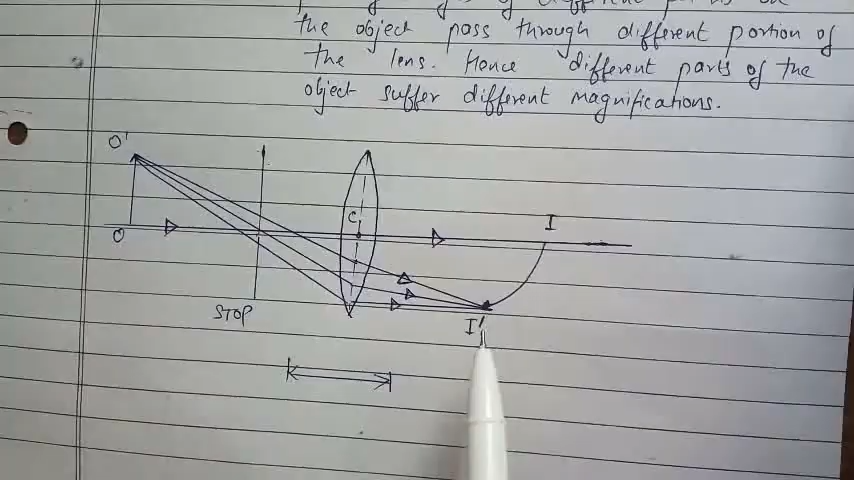 the object pass through different portion of
the lens. Hence different parts of the
object suffer different magnifications.
O'
C
I
O
STOP
I'